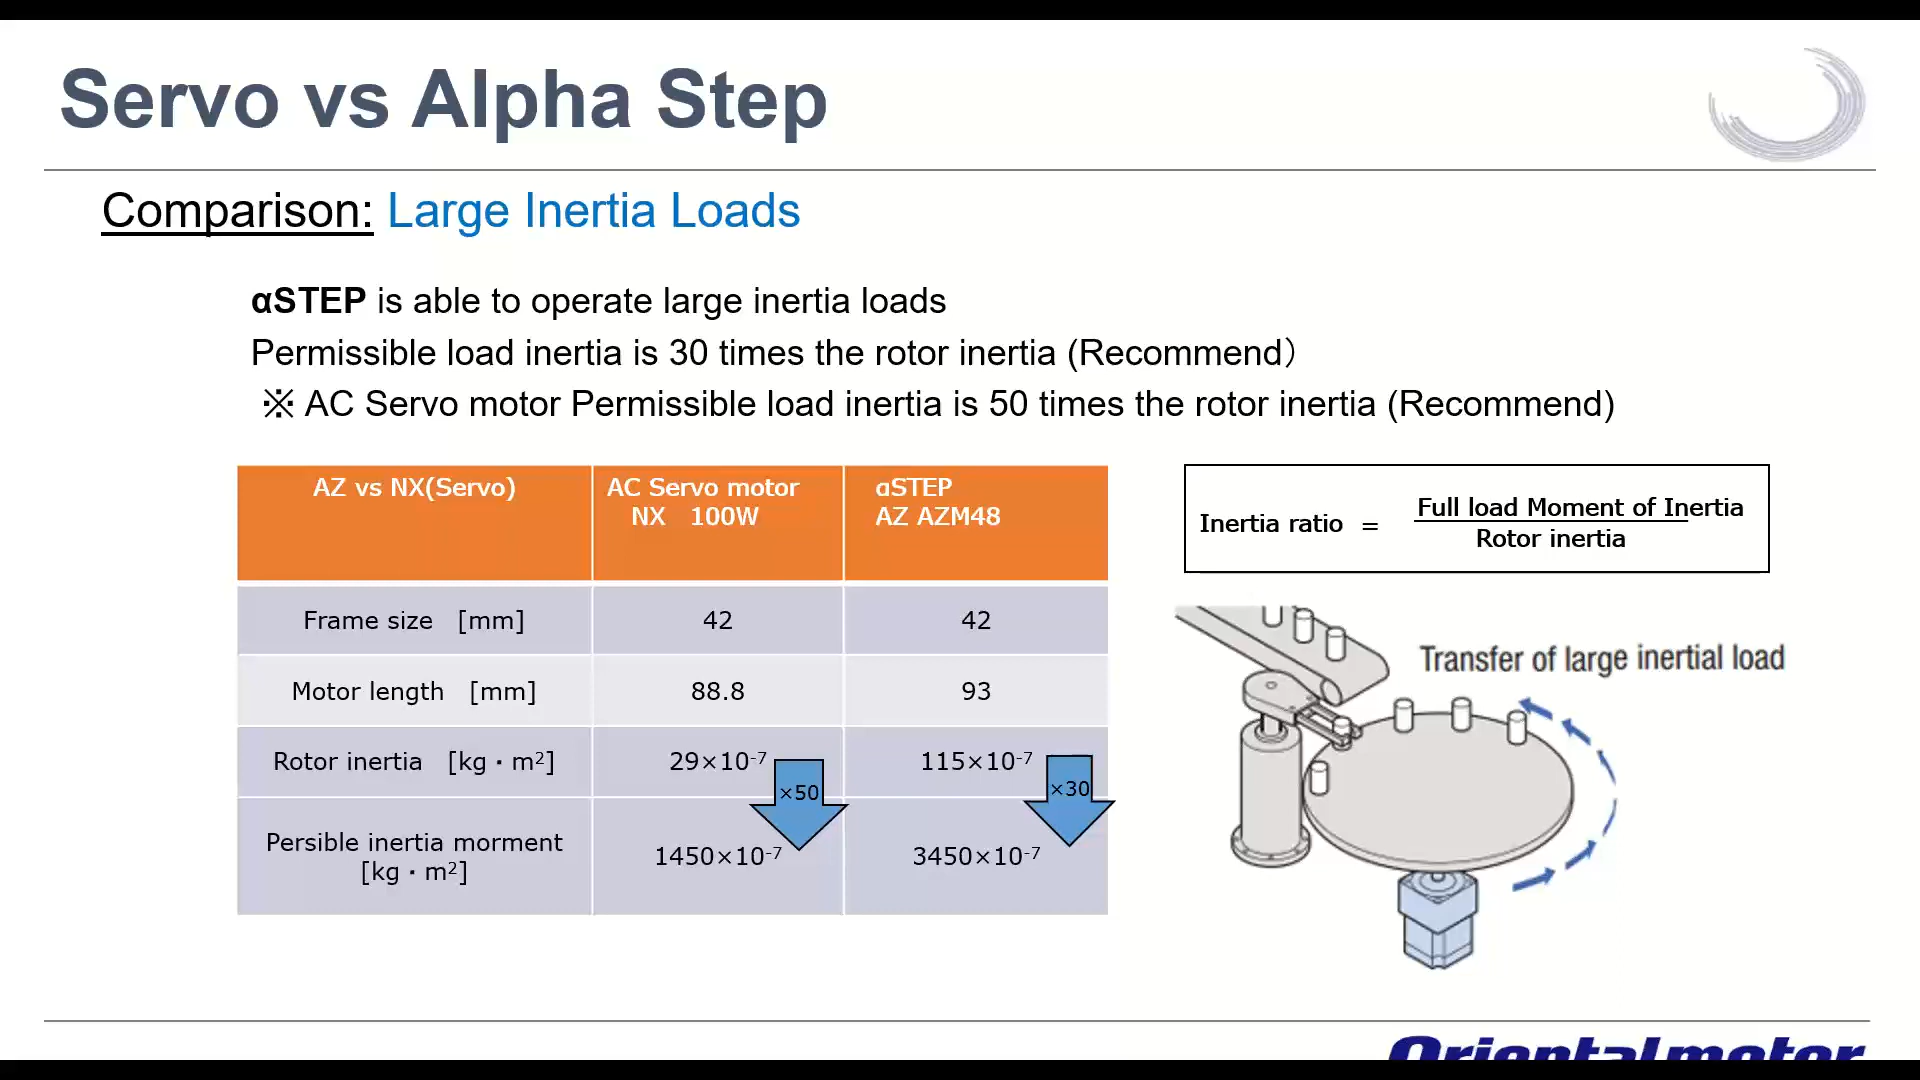 Servo vs Alpha Step
Comparison: Large Inertia Loads
αSTEP is able to operate large inertia loads
Permissible load inertia is 30 times the rotor inertia (Recommend）
※ AC Servo motor Permissible load inertia is 50 times the rotor inertia (Recommend)
AZ vs NX(Servo)
AC Servo motor
NX 100W
αSTEP
AZ AZM48
Frame size [mm]
42
42
Motor length [mm]
88.8
93
Rotor inertia [kg・m²]
29×10⁻⁷
115×10⁻⁷
×50
×30
Persible inertia morment
[kg・m²]
1450×10⁻⁷
3450×10⁻⁷
Inertia ratio =
Full load Moment of Inertia
Rotor inertia
Transfer of large inertial load
Orientalmotor